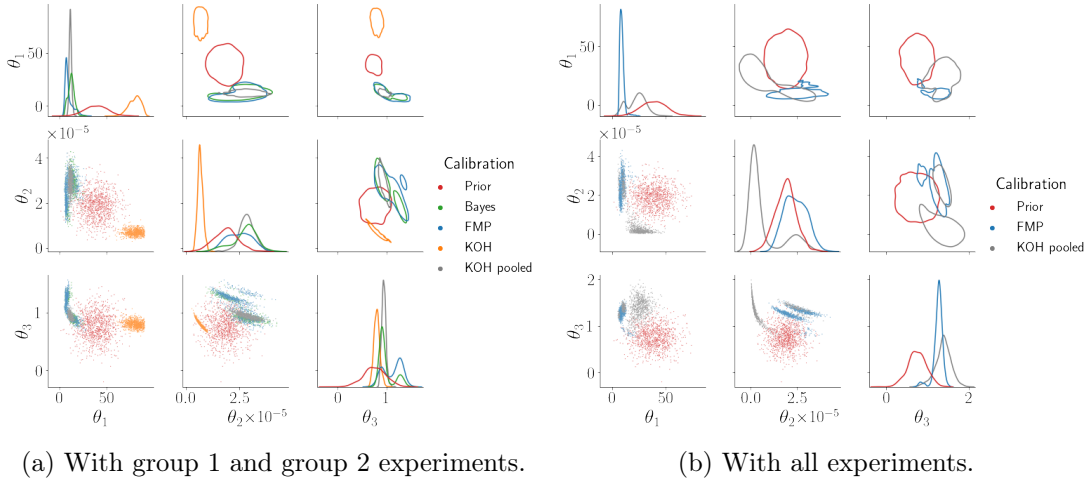 θ₁
50
0
×10⁻⁵
θ₂
4
2
0
θ₃
1
0
0
50
θ₁
0.0
2.5
θ₂×10⁻⁵
0
1
θ₃
Calibration
Prior
Bayes
FMP
KOH
KOH pooled
(a) With group 1 and group 2 experiments.
θ₁
50
0
×10⁻⁵
θ₂
4
2
0
θ₃
2
1
0
0
50
θ₁
0.0
2.5
θ₂×10⁻⁵
0
1
2
θ₃
Calibration
Prior
FMP
KOH pooled
(b) With all experiments.